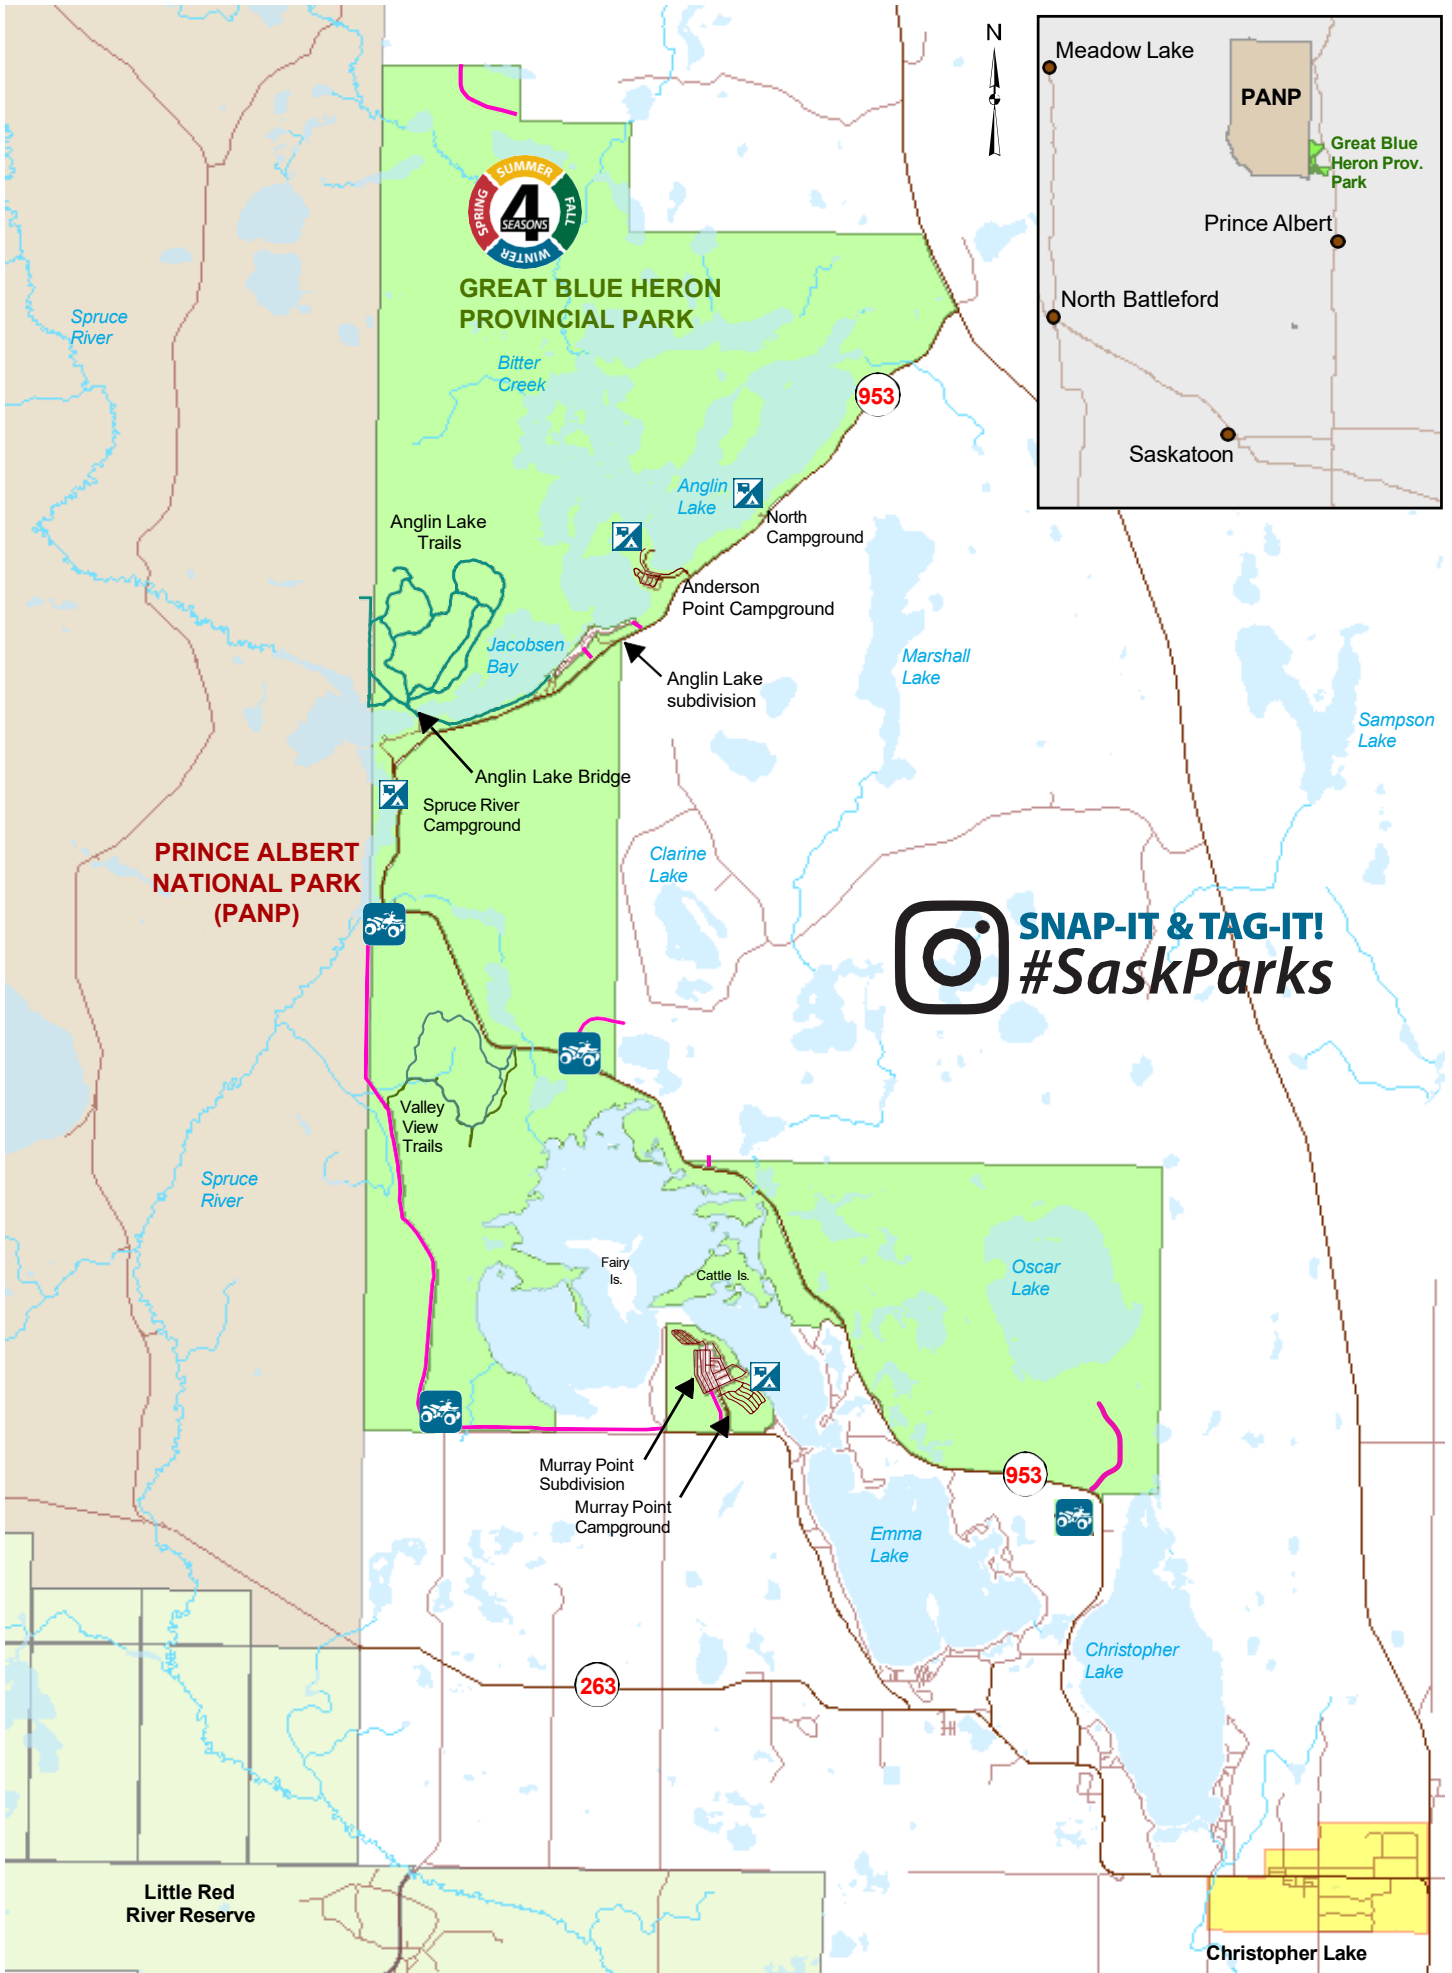 N
Meadow Lake
PANP
Great Blue
Heron Prov.
Park
Prince Albert
North Battleford
Saskatoon
SUMMER
SPRING
FALL
4
SEASONS
WINTER
GREAT BLUE HERON
PROVINCIAL PARK
Spruce
River
Bitter
Creek
953
Anglin
Lake
North
Campground
Anglin Lake
Trails
Anderson
Point Campground
Jacobsen
Bay
Anglin Lake
subdivision
Marshall
Lake
Sampson
Lake
Anglin Lake Bridge
Spruce River
Campground
PRINCE ALBERT
NATIONAL PARK
(PANP)
Clarine
Lake
SNAP-IT & TAG-IT!
#SaskParks
Valley
View
Trails
Spruce
River
Fairy
Is.
Cattle Is.
Oscar
Lake
Murray Point
Subdivision
Murray Point
Campground
953
Emma
Lake
Christopher
Lake
263
Little Red
River Reserve
Christopher Lake